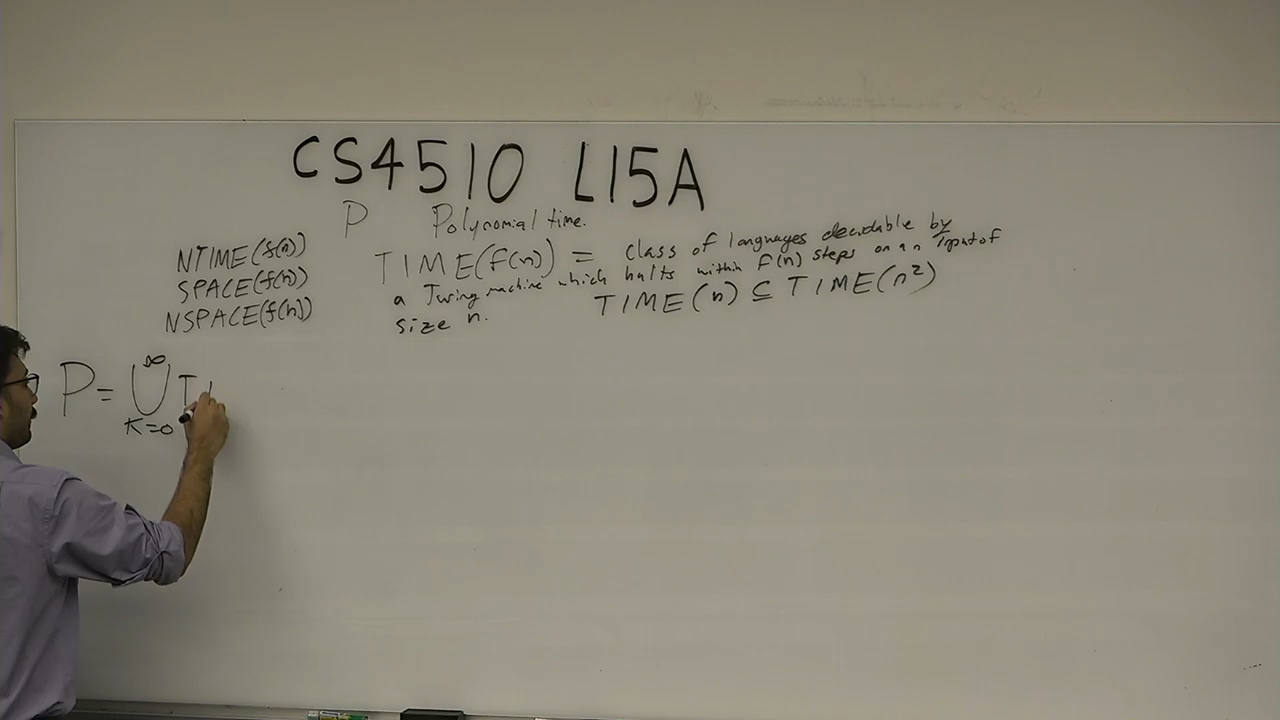 CS4510 L15A
P Polynomial time.
NTIME(f(n))
SPACE(f(n))
NSPACE(f(n))
TIME(f(n)) = class of languages decidable by
a Turing machine which halts within f(n) steps on an input of
size n.
TIME(n) ⊆ TIME(n²)
P = ∞⋃K=0 TI